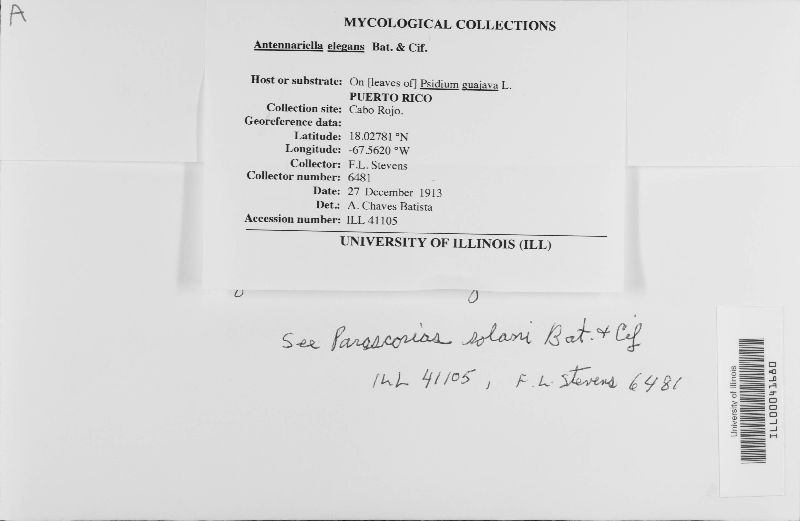 A
MYCOLOGICAL COLLECTIONS
Antennariella elegans Bat. & Cif.
Host or substrate: On [leaves of] Psidium guajava L.
PUERTO RICO
Collection site: Cabo Rojo.
Georeference data:
Latitude: 18.02781 °N
Longitude: -67.5620 °W
Collector: F.L. Stevens
Collector number: 6481
Date: 27 December 1913
Det.: A. Chaves Batista
Accession number: ILL 41105
UNIVERSITY OF ILLINOIS (ILL)
See Parascorias solani Bat. & Cif
ILL 41105, F. L. Stevens 6481
University of Illinois
ILL00041680